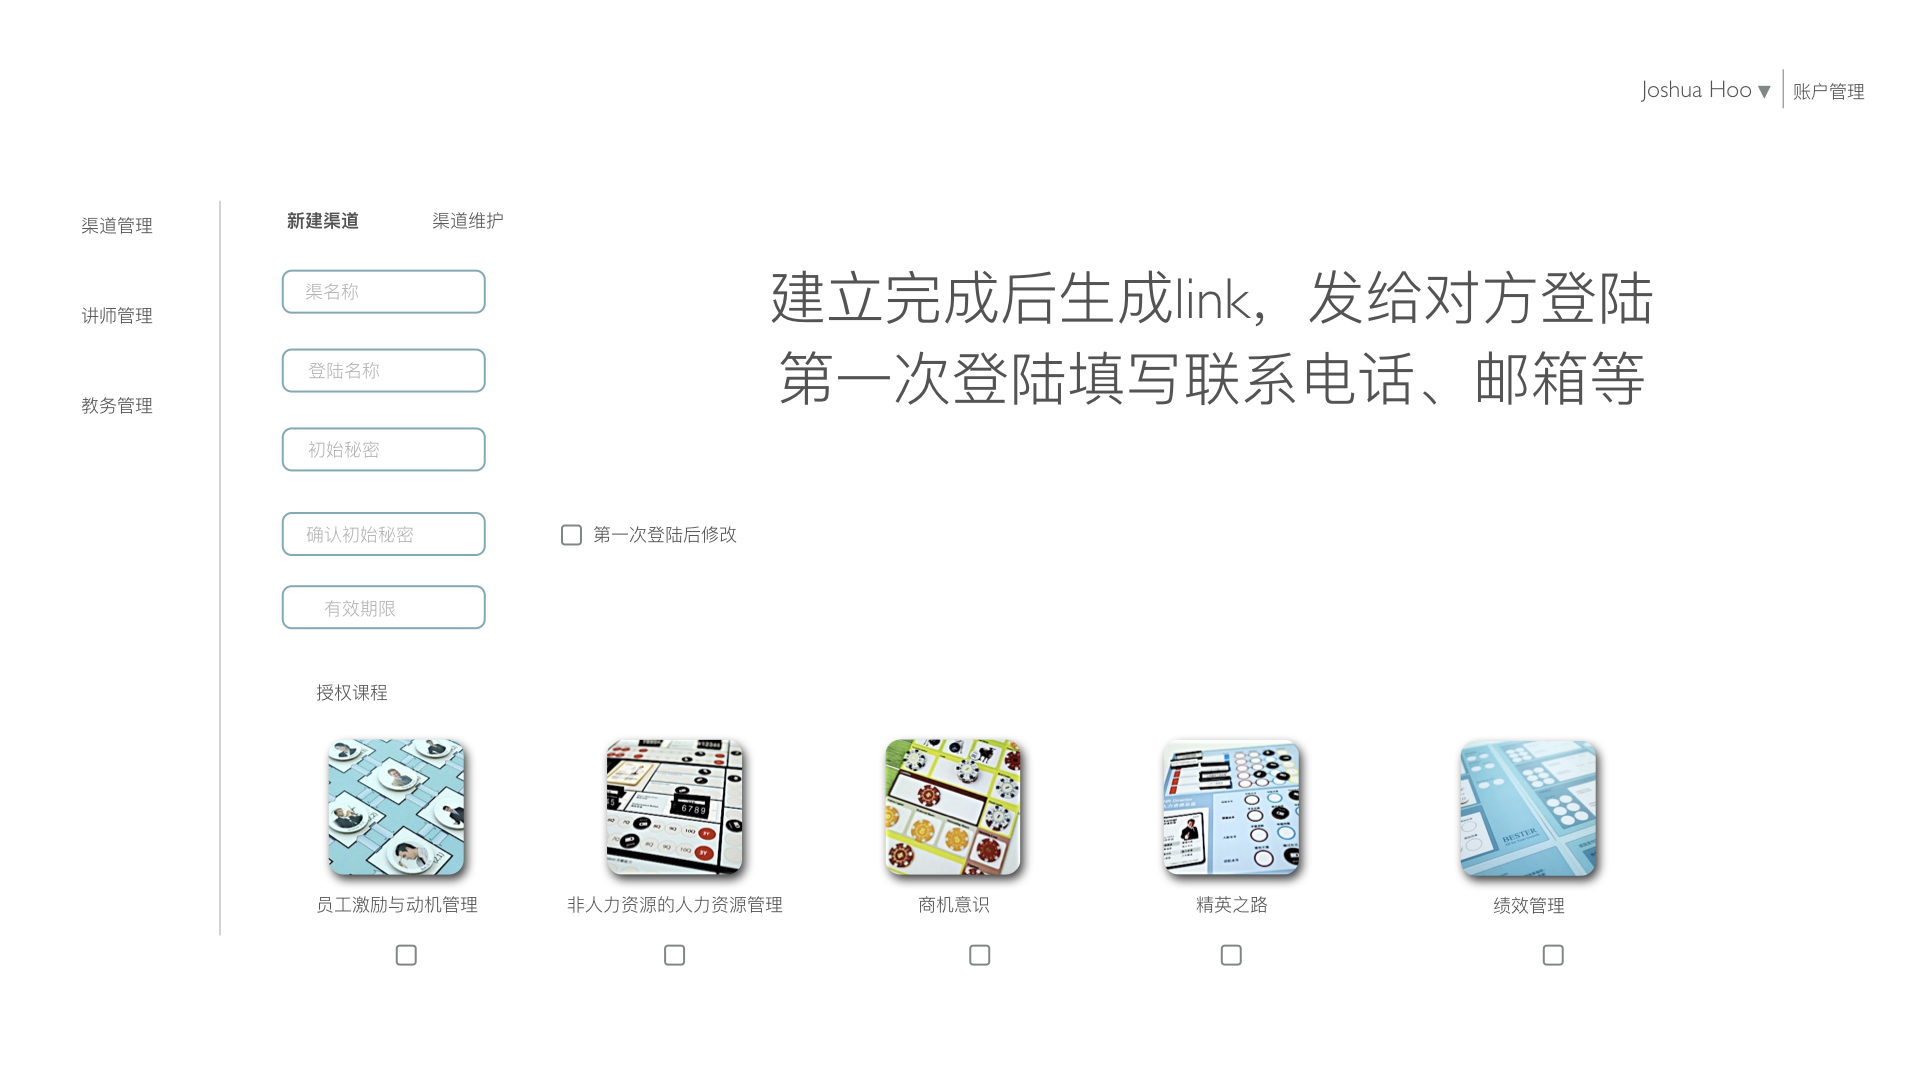 Joshua Hoo ▼ 账户管理
渠道管理
讲师管理
教务管理
新建渠道 渠道维护
渠名称
登陆名称
初始秘密
确认初始秘密
有效期限
建立完成后生成link，发给对方登陆
第一次登陆填写联系电话、邮箱等
第一次登陆后修改
授权课程
6789
BESTER
员工激励与动机管理
非人力资源的人力资源管理
商机意识
精英之路
绩效管理